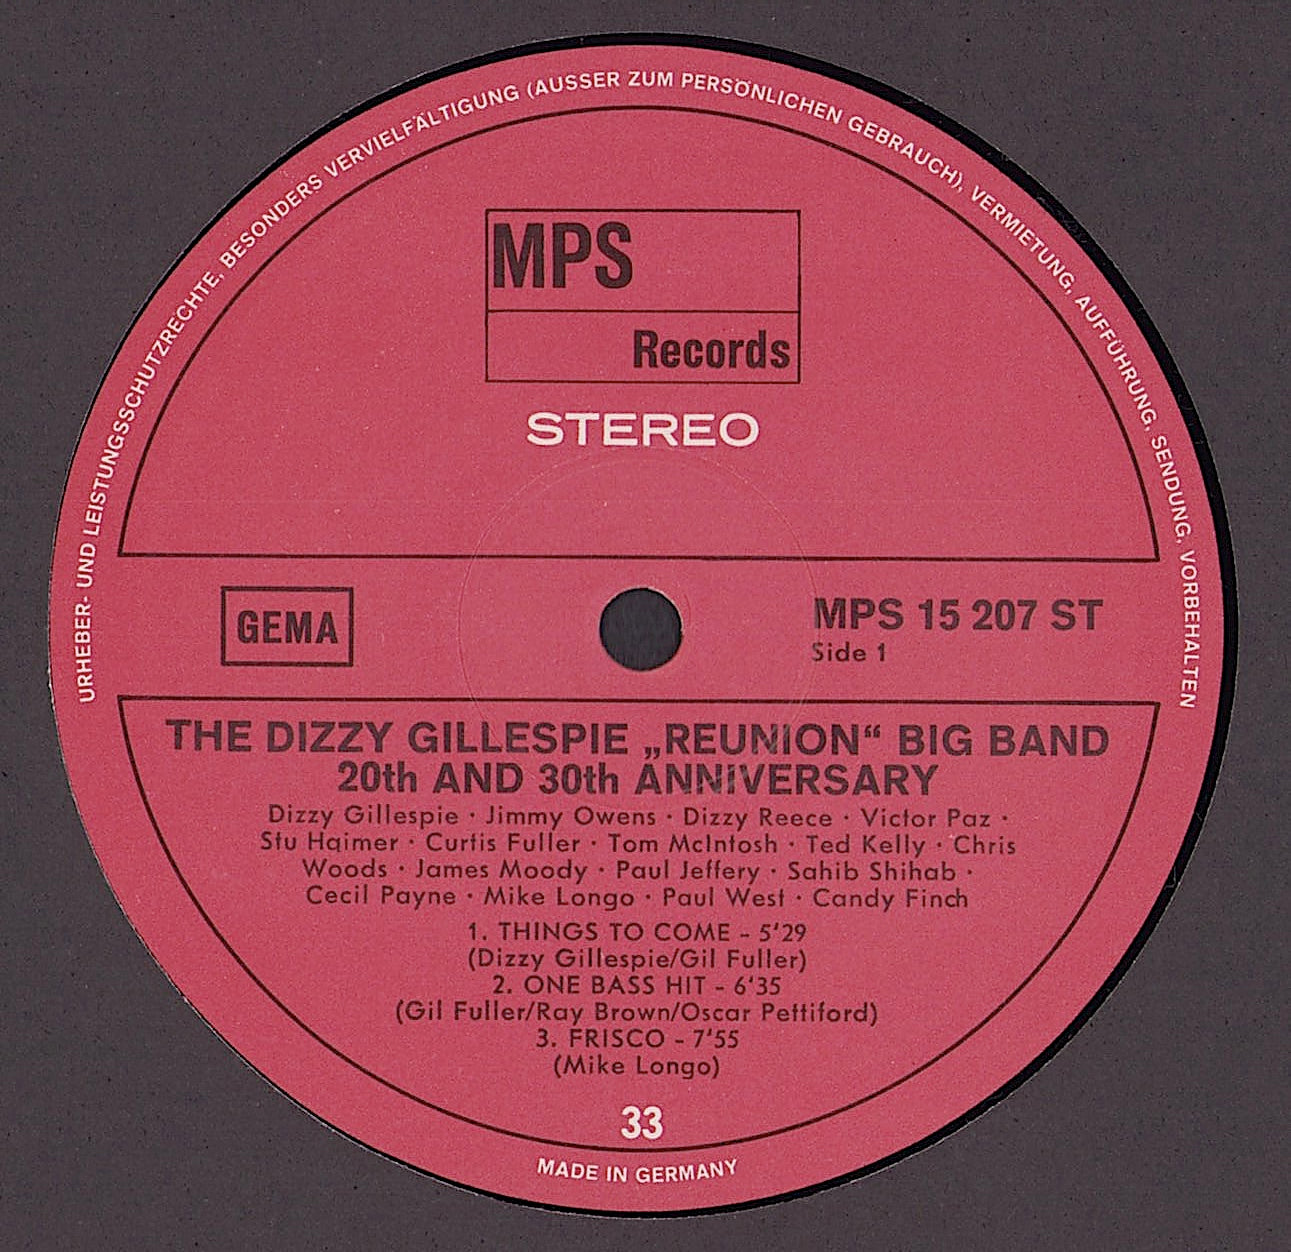 URHEBER- UND LEISTUNGSSCHUTZRECHTE, BESONDERS VERVIELFÄLTIGUNG (AUSSER ZUM PERSÖNLICHEN GEBRAUCH), VERMIETUNG, AUFFÜHRUNG, SENDUNG, VORBEHALTEN
MPS
Records
STEREO
GEMA
MPS 15 207 ST
Side 1
THE DIZZY GILLESPIE „REUNION“ BIG BAND
20th AND 30th ANNIVERSARY
Dizzy Gillespie · Jimmy Owens · Dizzy Reece · Victor Paz ·
Stu Haimer · Curtis Fuller · Tom McIntosh · Ted Kelly · Chris
Woods · James Moody · Paul Jeffery · Sahib Shihab ·
Cecil Payne · Mike Longo · Paul West · Candy Finch
1. THINGS TO COME - 5'29
(Dizzy Gillespie/Gil Fuller)
2. ONE BASS HIT - 6'35
(Gil Fuller/Ray Brown/Oscar Pettiford)
3. FRISCO - 7'55
(Mike Longo)
33
MADE IN GERMANY